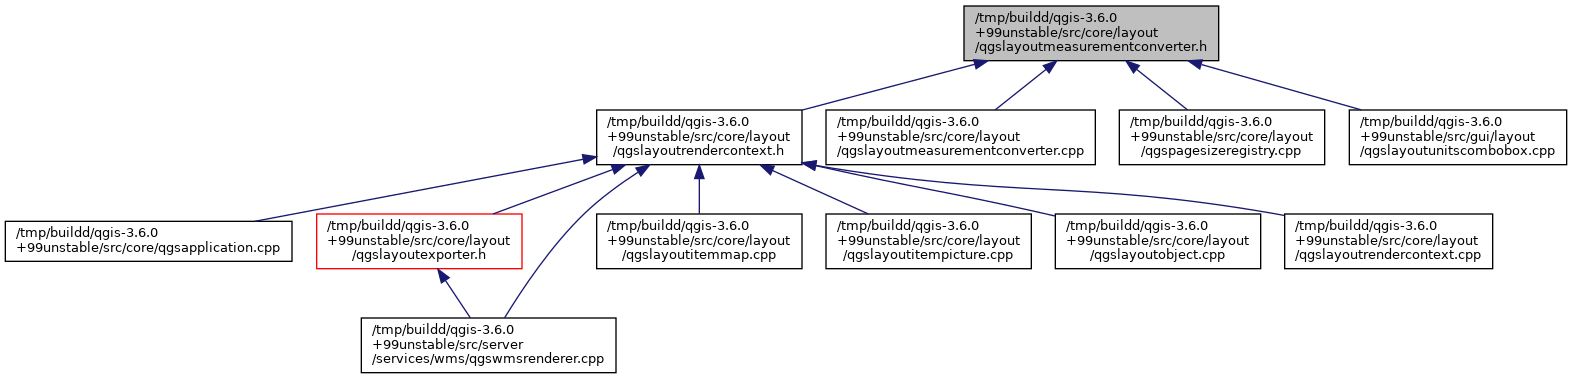 /tmp/buildd/qgis-3.6.0
+99unstable/src/core/layout
/qgslayoutmeasurementconverter.h
/tmp/buildd/qgis-3.6.0
+99unstable/src/core/layout
/qgslayoutrendercontext.h
/tmp/buildd/qgis-3.6.0
+99unstable/src/core/layout
/qgslayoutmeasurementconverter.cpp
/tmp/buildd/qgis-3.6.0
+99unstable/src/core/layout
/qgspagesizeregistry.cpp
/tmp/buildd/qgis-3.6.0
+99unstable/src/gui/layout
/qgslayoutunitscombobox.cpp
/tmp/buildd/qgis-3.6.0
+99unstable/src/core/qgsapplication.cpp
/tmp/buildd/qgis-3.6.0
+99unstable/src/core/layout
/qgslayoutexporter.h
/tmp/buildd/qgis-3.6.0
+99unstable/src/core/layout
/qgslayoutitemmap.cpp
/tmp/buildd/qgis-3.6.0
+99unstable/src/core/layout
/qgslayoutitempicture.cpp
/tmp/buildd/qgis-3.6.0
+99unstable/src/core/layout
/qgslayoutobject.cpp
/tmp/buildd/qgis-3.6.0
+99unstable/src/core/layout
/qgslayoutrendercontext.cpp
/tmp/buildd/qgis-3.6.0
+99unstable/src/server
/services/wms/qgswmsrenderer.cpp